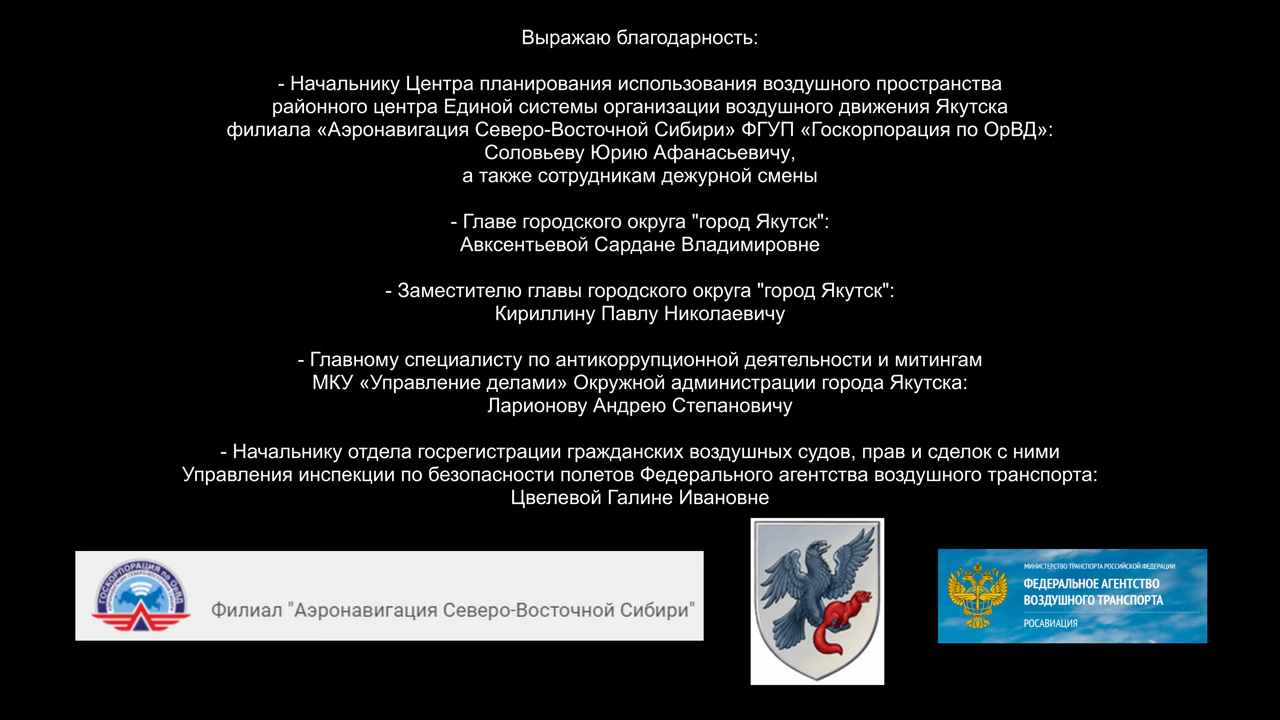 Выражаю благодарность:
- Начальнику Центра планирования использования воздушного пространства
районного центра Единой системы организации воздушного движения Якутска
филиала «Аэронавигация Северо-Восточной Сибири» ФГУП «Госкорпорация по ОрВД»:
Соловьеву Юрию Афанасьевичу,
а также сотрудникам дежурной смены
- Главе городского округа "город Якутск":
Авксентьевой Сардане Владимировне
- Заместителю главы городского округа "город Якутск":
Кириллину Павлу Николаевичу
- Главному специалисту по антикоррупционной деятельности и митингам
МКУ «Управление делами» Окружной администрации города Якутска:
Ларионову Андрею Степановичу
- Начальнику отдела госрегистрации гражданских воздушных судов, прав и сделок с ними
Управления инспекции по безопасности полетов Федерального агентства воздушного транспорта:
Цвелевой Галине Ивановне
ГОСКОРПОРАЦИЯ по ОрВД
Филиал "Аэронавигация Северо-Восточной Сибири"
МИНИСТЕРСТВО ТРАНСПОРТА РОССИЙСКОЙ ФЕДЕРАЦИИ
ФЕДЕРАЛЬНОЕ АГЕНТСТВО
ВОЗДУШНОГО ТРАНСПОРТА
РОСАВИАЦИЯ